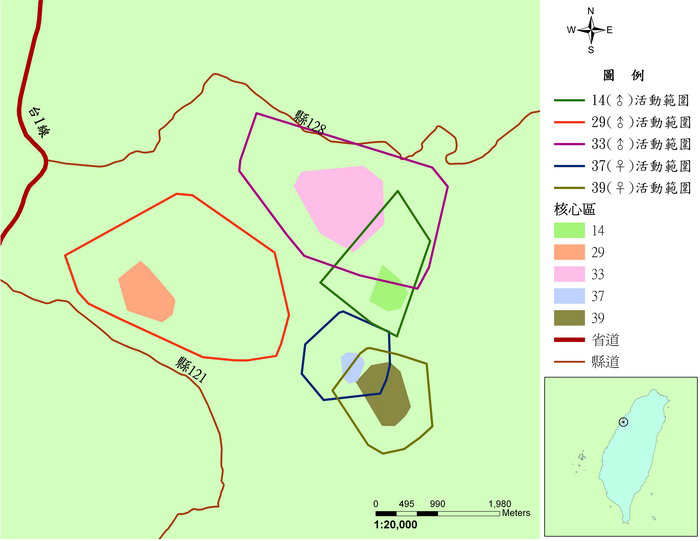 N
W E
S
圖 例
14(♂)活動範圍
29(♂)活動範圍
33(♂)活動範圍
37(♀)活動範圍
39(♀)活動範圍
核心區
14
29
33
37
39
省道
縣道
台1線
縣128
縣121
0 495 990 1,980
Meters
1:20,000